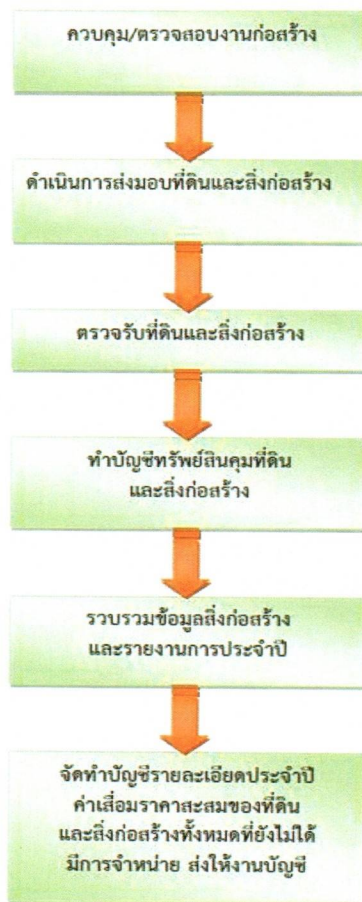 ควบคุม/ตรวจสอบงานก่อสร้าง
ดำเนินการส่งมอบที่ดินและสิ่งก่อสร้าง
ตรวจรับที่ดินและสิ่งก่อสร้าง
ทำบัญชีทรัพย์สินคุมที่ดิน
และสิ่งก่อสร้าง
รวบรวมข้อมูลสิ่งก่อสร้าง
และรายงานการประจำปี
จัดทำบัญชีรายละเอียดประจำปี
ค่าเสื่อมราคาสะสมของที่ดิน
และสิ่งก่อสร้างทั้งหมดที่ยังไม่ได้
มีการจำหน่าย ส่งให้งานบัญชี